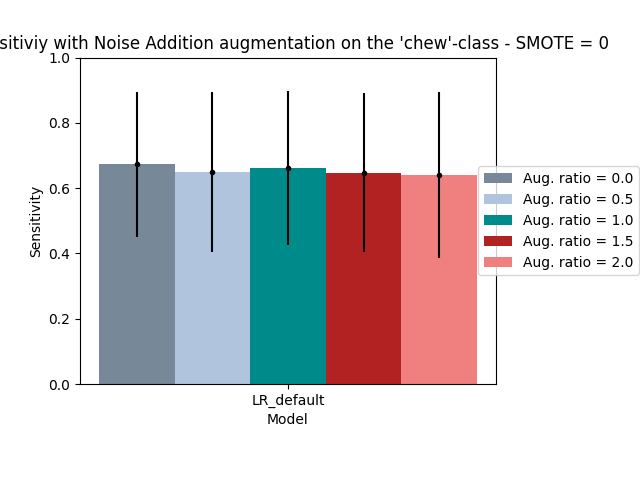 sitiviy with Noise Addition augmentation on the 'chew'-class - SMOTE = 0
1.0
0.8
0.6
0.4
0.2
0.0
Sensitivity
LR_default
Model
Aug. ratio = 0.0
Aug. ratio = 0.5
Aug. ratio = 1.0
Aug. ratio = 1.5
Aug. ratio = 2.0